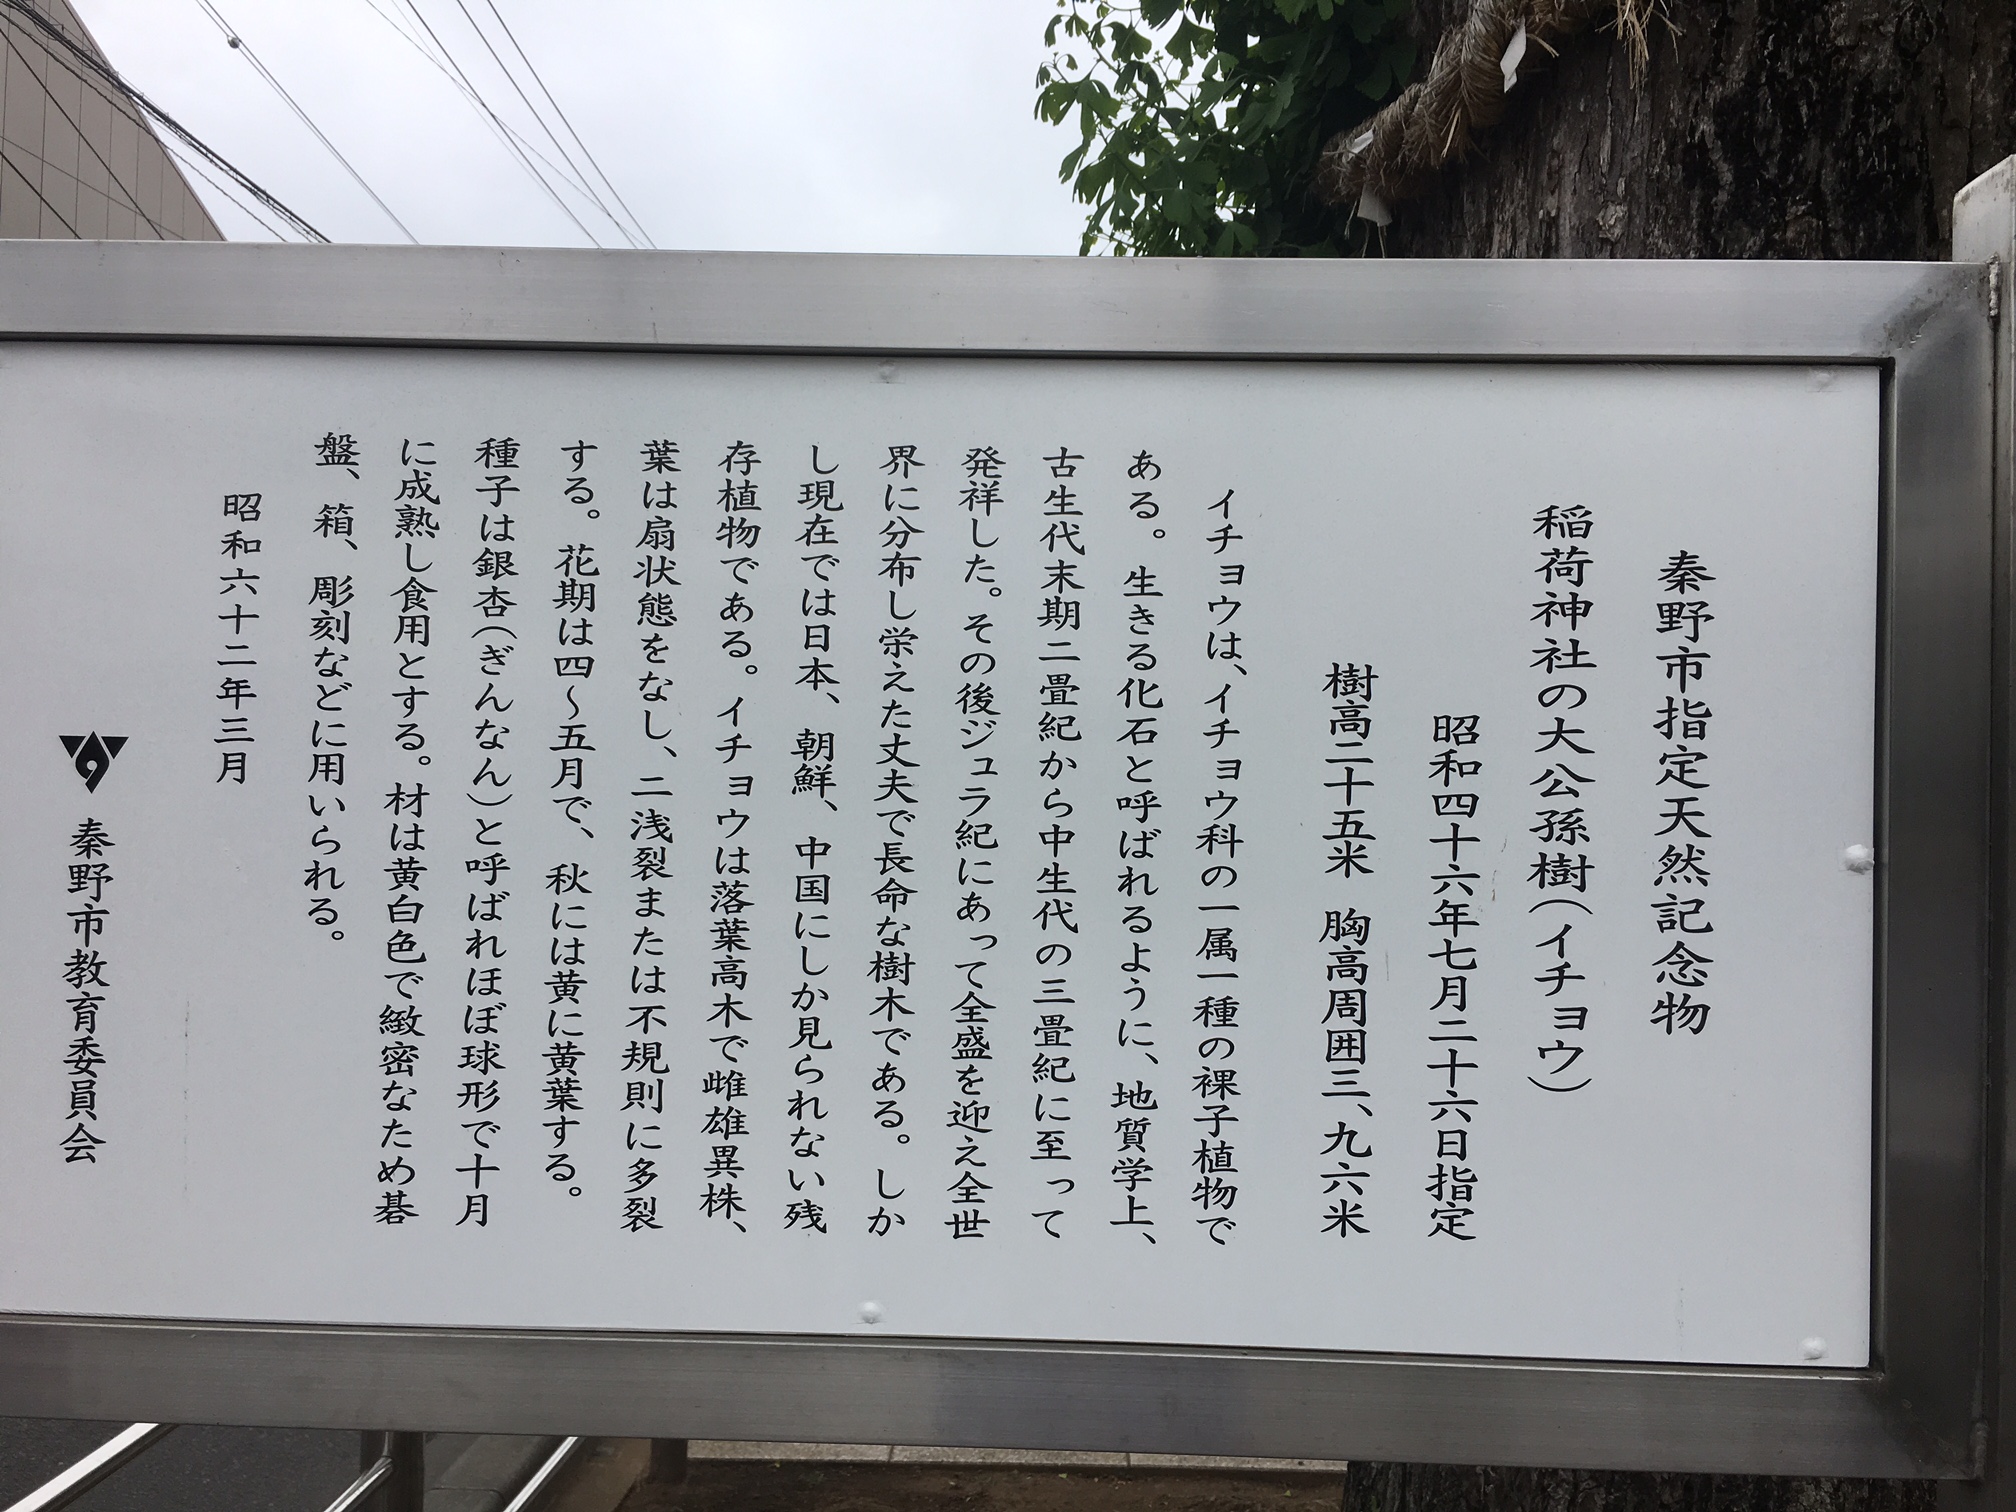 秦野市指定天然記念物
稲荷神社の大公孫樹（イチョウ）
昭和四十六年七月二十六日指定
樹高二十五米　胸高周囲三、九六米
イチョウは、イチョウ科の一属一種の裸子植物で
ある。生きる化石と呼ばれるように、地質学上、
古生代末期二畳紀から中生代の三畳紀に至って
発祥した。その後ジュラ紀にあって全盛を迎え全世
界に分布し栄えた丈夫で長命な樹木である。しか
し現在では日本、朝鮮、中国にしか見られない残
存植物である。イチョウは落葉高木で雌雄異株、
葉は扇状態をなし、二浅裂または不規則に多裂
する。花期は四～五月で、秋には黄に黄葉する。
種子は銀杏（ぎんなん）と呼ばれほぼ球形で十月
に成熟し食用とする。材は黄白色で緻密なため碁
盤、箱、彫刻などに用いられる。
昭和六十二年三月
秦野市教育委員会